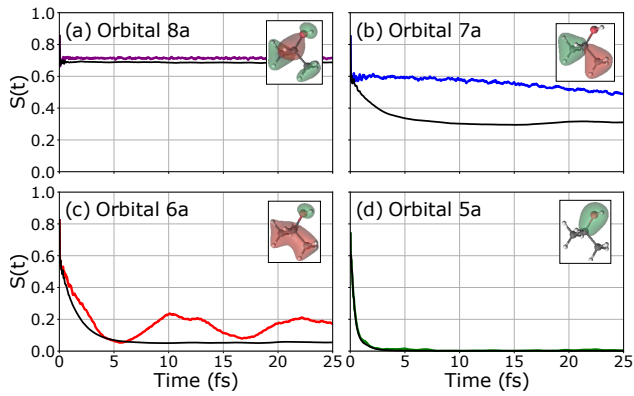 (a) Orbital 8a
(b) Orbital 7a
S(t)
1.0
0.8
0.6
0.4
0.2
0.0
(c) Orbital 6a
(d) Orbital 5a
S(t)
1.0
0.8
0.6
0.4
0.2
0.0
0 5 10 15 20 25
0 5 10 15 20 25
Time (fs)
Time (fs)